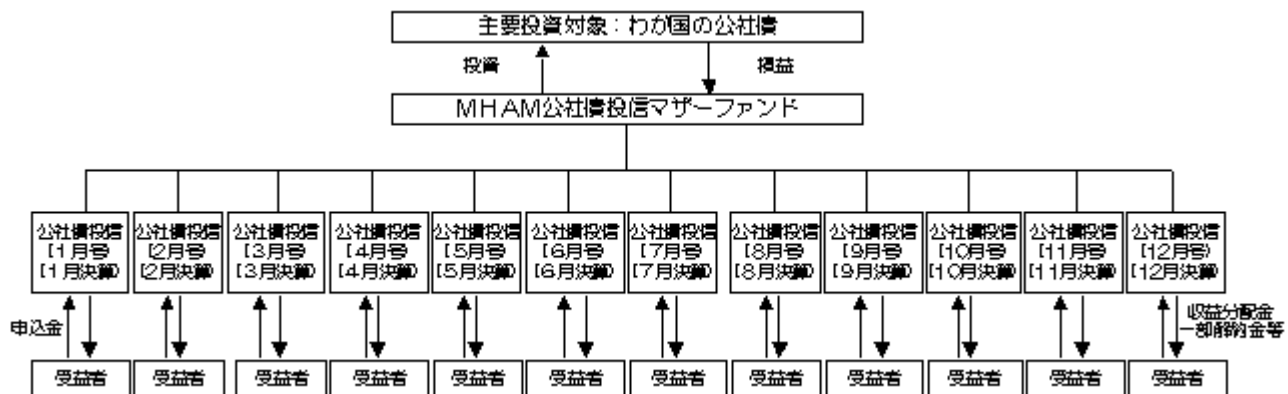 主要投資対象：わが国の公社債
投資
損益
MHAM公社債投信マザーファンド
公社債投信
(1月号)
(1月決算)
公社債投信
(2月号)
(2月決算)
公社債投信
(3月号)
(3月決算)
公社債投信
(4月号)
(4月決算)
公社債投信
(5月号)
(5月決算)
公社債投信
(6月号)
(6月決算)
公社債投信
(7月号)
(7月決算)
公社債投信
(8月号)
(8月決算)
公社債投信
(9月号)
(9月決算)
公社債投信
(10月号)
(10月決算)
公社債投信
(11月号)
(11月決算)
公社債投信
(12月号)
(12月決算)
申込金
収益分配金
一部解約金等
受益者
受益者
受益者
受益者
受益者
受益者
受益者
受益者
受益者
受益者
受益者
受益者